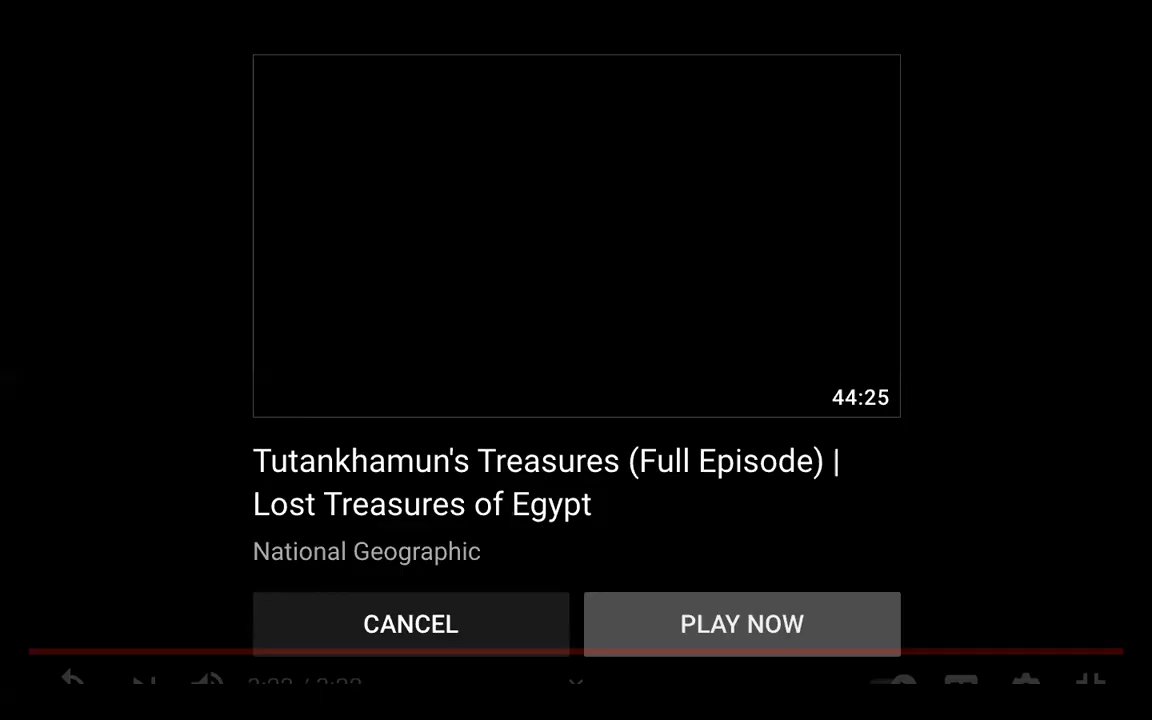 44:25
Tutankhamun's Treasures (Full Episode) |
Lost Treasures of Egypt
National Geographic
CANCEL
PLAY NOW